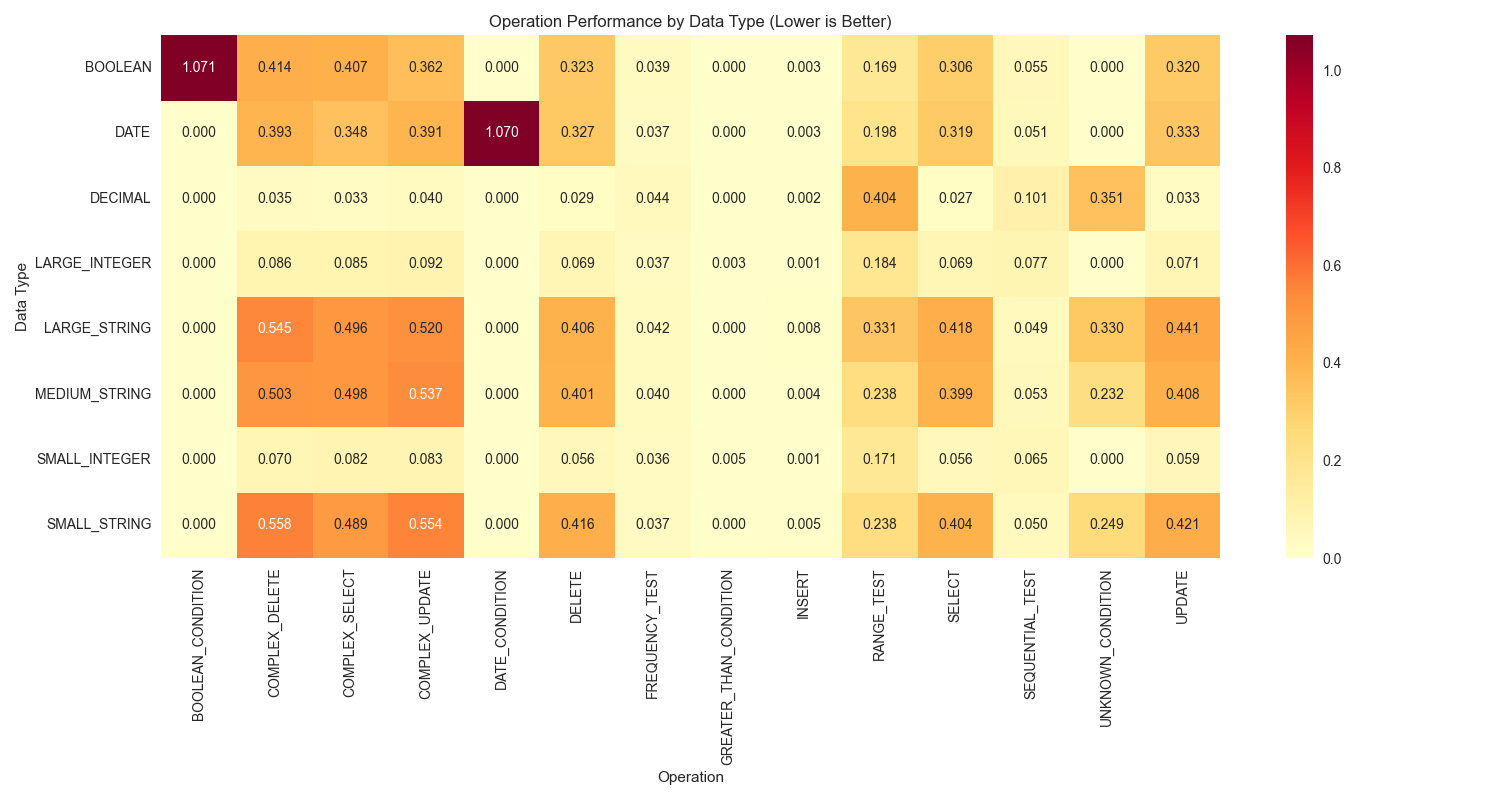 Operation Performance by Data Type (Lower is Better)
BOOLEAN 1.071 0.414 0.407 0.362 0.000 0.323 0.039 0.000 0.003 0.169 0.306 0.055 0.000 0.320
DATE 0.000 0.393 0.348 0.391 1.070 0.327 0.037 0.000 0.003 0.198 0.319 0.051 0.000 0.333
DECIMAL 0.000 0.035 0.033 0.040 0.000 0.029 0.044 0.000 0.002 0.404 0.027 0.101 0.351 0.033
LARGE_INTEGER 0.000 0.086 0.085 0.092 0.000 0.069 0.037 0.003 0.001 0.184 0.069 0.077 0.000 0.071
LARGE_STRING 0.000 0.545 0.496 0.520 0.000 0.406 0.042 0.000 0.008 0.331 0.418 0.049 0.330 0.441
MEDIUM_STRING 0.000 0.503 0.498 0.537 0.000 0.401 0.040 0.000 0.004 0.238 0.399 0.053 0.232 0.408
SMALL_INTEGER 0.000 0.070 0.082 0.083 0.000 0.056 0.036 0.005 0.001 0.171 0.056 0.065 0.000 0.059
SMALL_STRING 0.000 0.558 0.489 0.554 0.000 0.416 0.037 0.000 0.005 0.238 0.404 0.050 0.249 0.421
Data Type
BOOLEAN_CONDITION
COMPLEX_DELETE
COMPLEX_SELECT
COMPLEX_UPDATE
DATE_CONDITION
DELETE
FREQUENCY_TEST
GREATER_THAN_CONDITION
INSERT
RANGE_TEST
SELECT
SEQUENTIAL_TEST
UNKNOWN_CONDITION
UPDATE
Operation
1.0
0.8
0.6
0.4
0.2
0.0